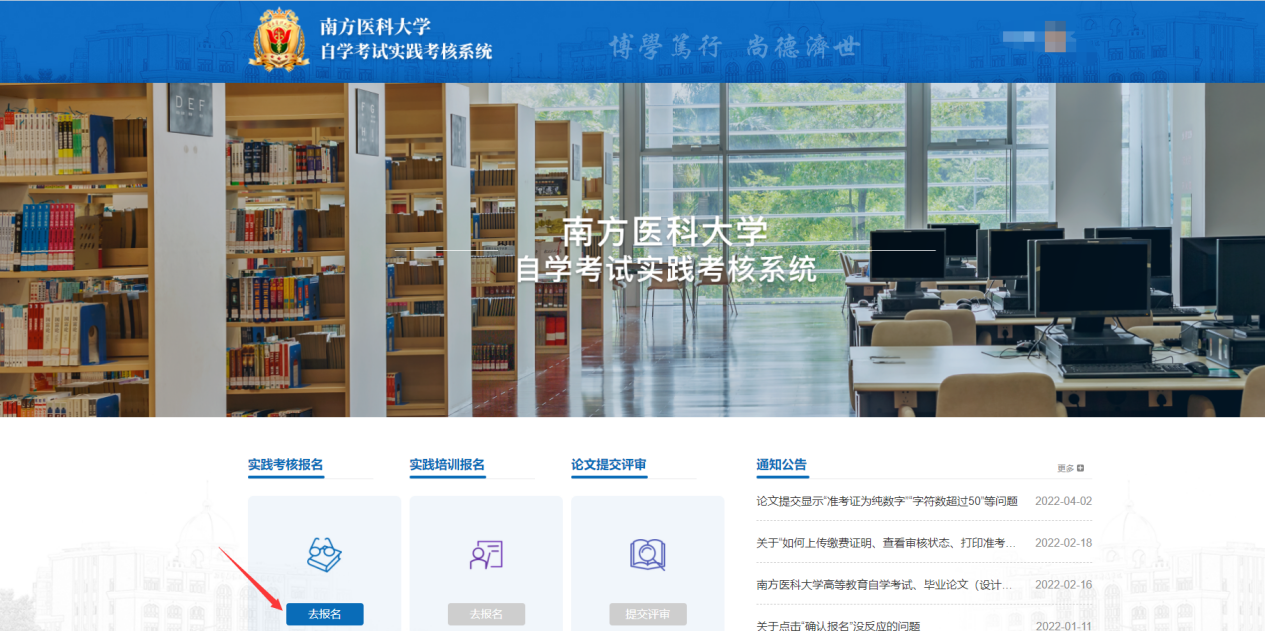 南方医科大学
自学考试实践考核系统
博學篤行 尚德濟世
DEF
南方医科大学
自学考试实践考核系统
实践考核报名
去报名
实践培训报名
去报名
论文提交评审
提交评审
通知公告
更多
论文提交显示"准考证为纯数字""字符数超过50"等问题 2022-04-02
关于"如何上传缴费证明、查看审核状态、打印准考… 2022-02-18
南方医科大学高等教育自学考试、毕业论文（设计… 2022-02-16
关于点击"确认报名"没反应的问题 2022-01-11